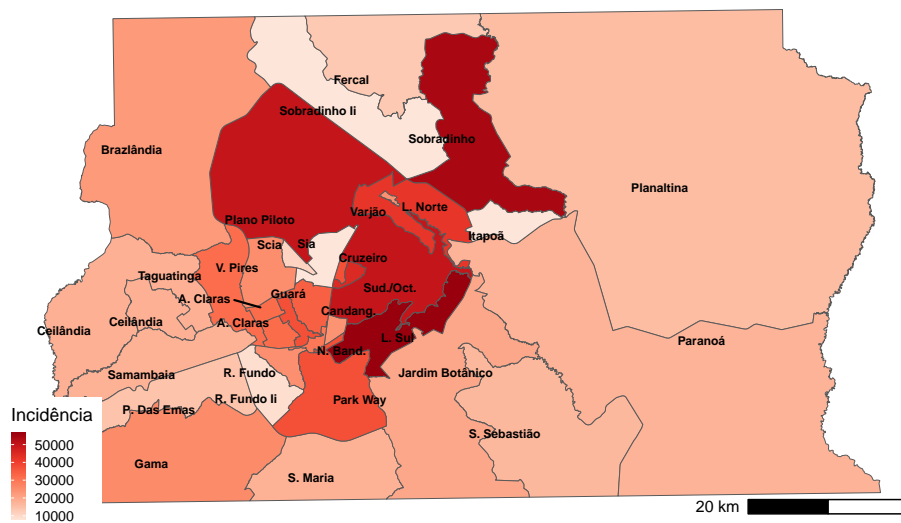 Fercal
Sobradinho Ii
Sobradinho
Brazlândia
Planaltina
Plano Piloto
Varjão
L. Norte
Itapoã
Scia
Sia
Cruzeiro
Taguatinga
V. Pires
Sud./Oct.
A. Claras
Guará
Candang.
Ceilândia
Ceilândia
A. Claras
L. Sul
Paranoá
N. Band.
Samambaia
R. Fundo
Jardim Botânico
R. Fundo Ii
Park Way
P. Das Emas
S. Sebastião
Gama
S. Maria
Incidência
50000
40000
30000
20000
10000
20 km